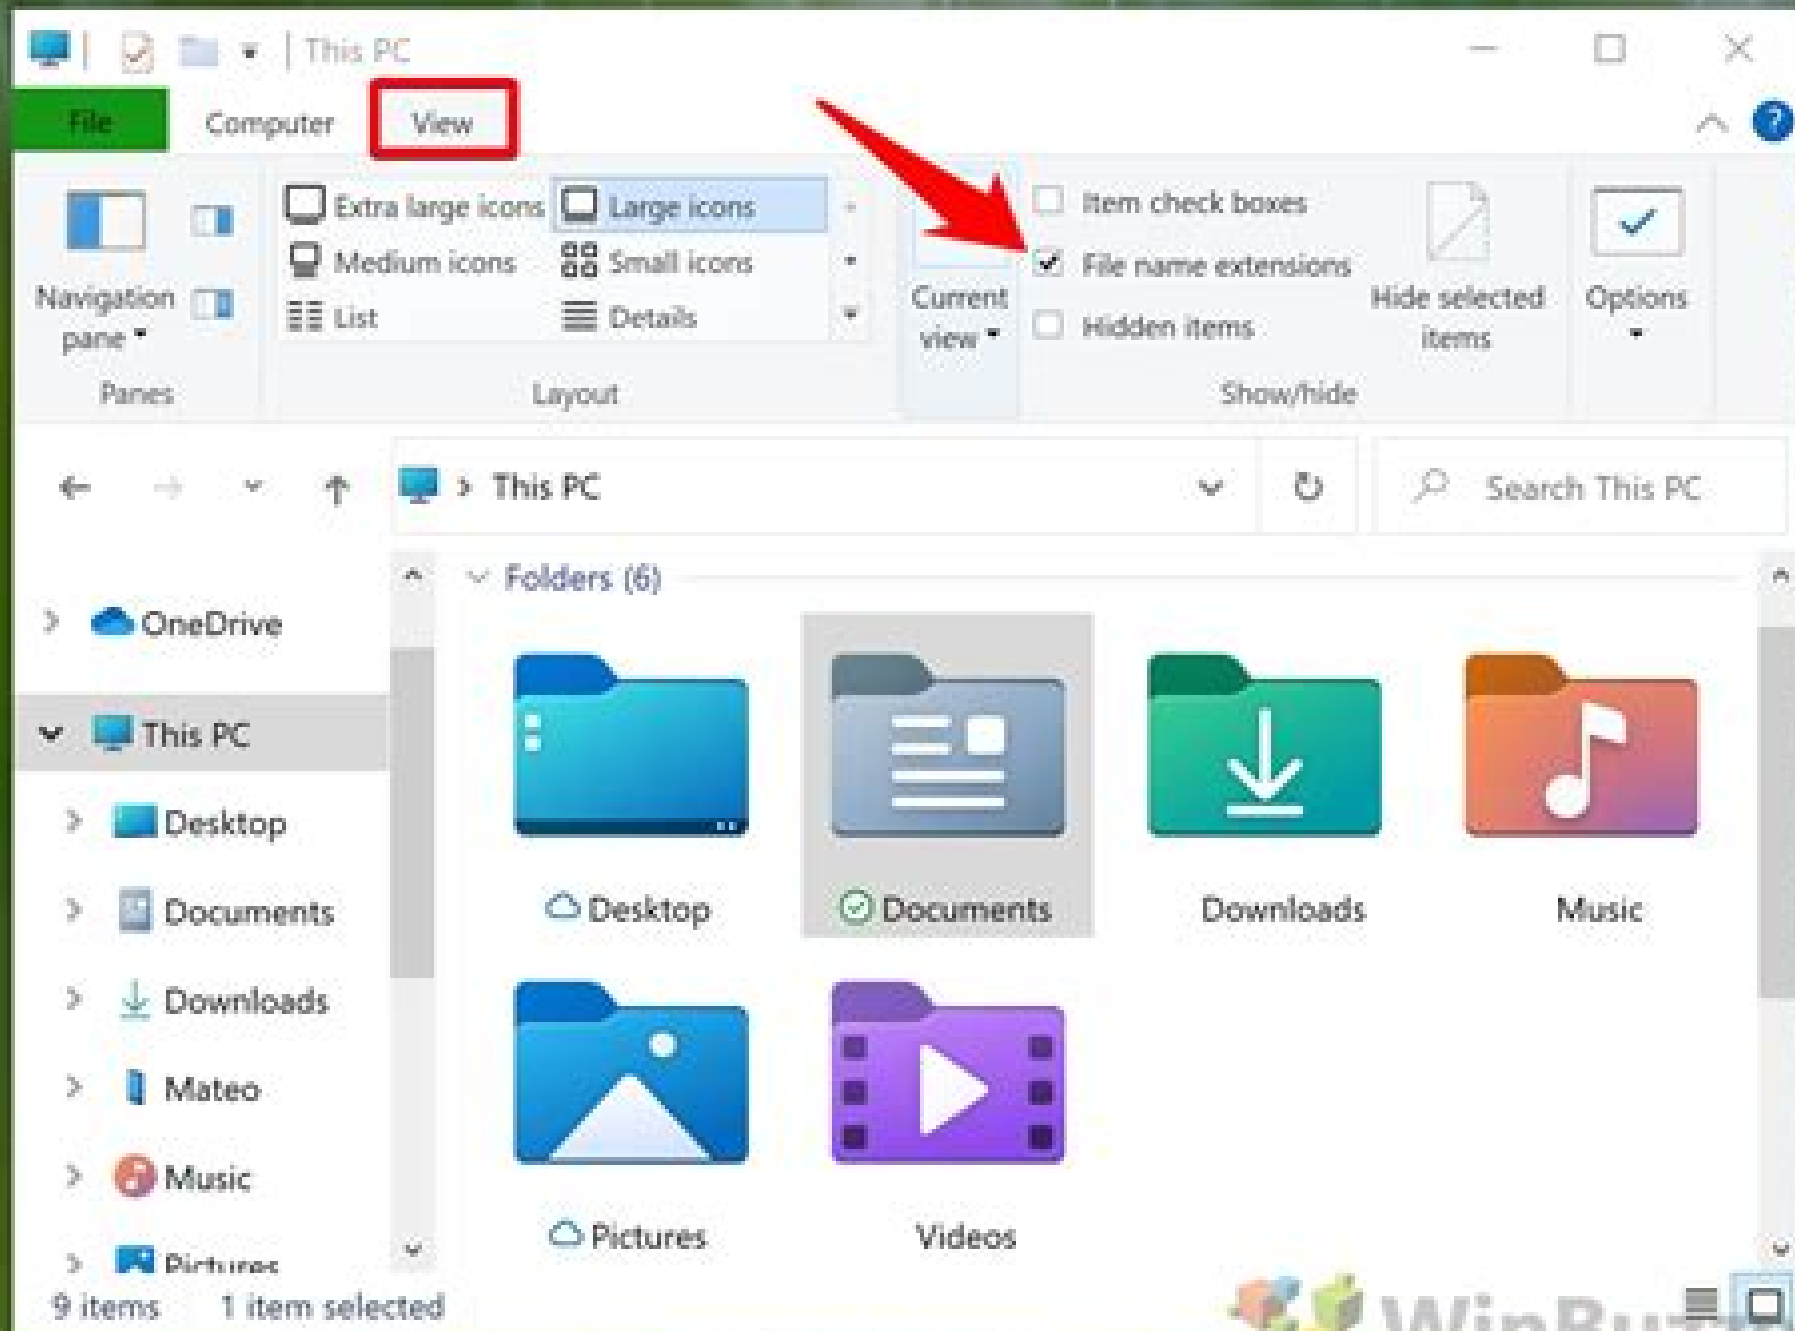 This PC
File Computer View
Extra large icons Large icons
Medium icons Small icons
List Details
Navigation pane
Panes
Layout
Current view
Item check boxes
File name extensions
Hidden items
Hide selected items
Show/hide
Options
This PC
Search This PC
OneDrive
This PC
Desktop
Documents
Downloads
Mateo
Music
Pictures
Folders (6)
Desktop Documents Downloads Music
Pictures Videos
9 items 1 item selected